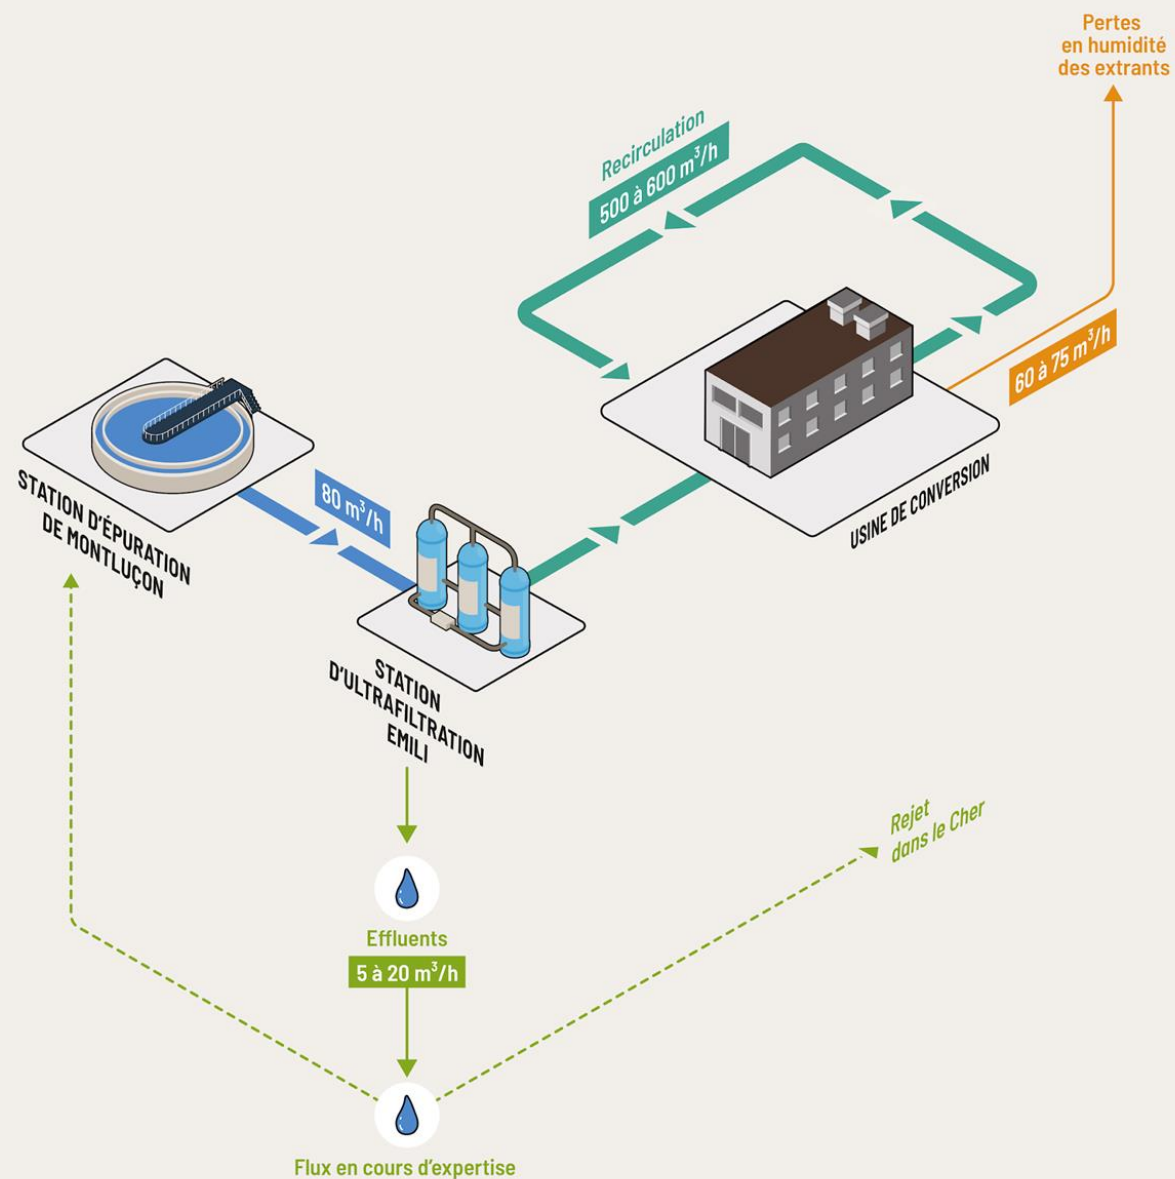 Pertes
en humidité
des extrants
Recirculation
500 à 600 m³/h
60 à 75 m³/h
USINE DE CONVERSION
STATION D'ÉPURATION
DE MONTLUÇON
80 m³/h
STATION
D'ULTRAFILTRATION
EMILI
Rejet
dans le Cher
Effluents
5 à 20 m³/h
Flux en cours d'expertise